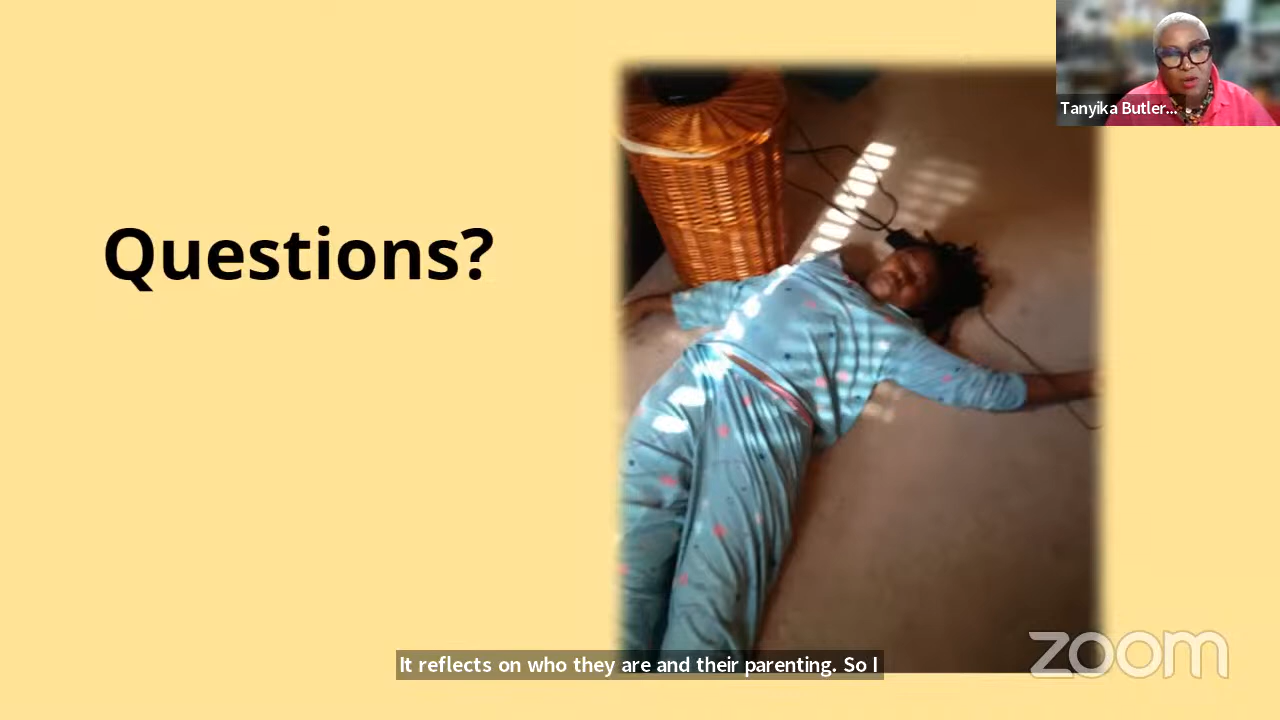 Tanyika Butler...
Questions?
It reflects on who they are and their parenting. So I
zoom